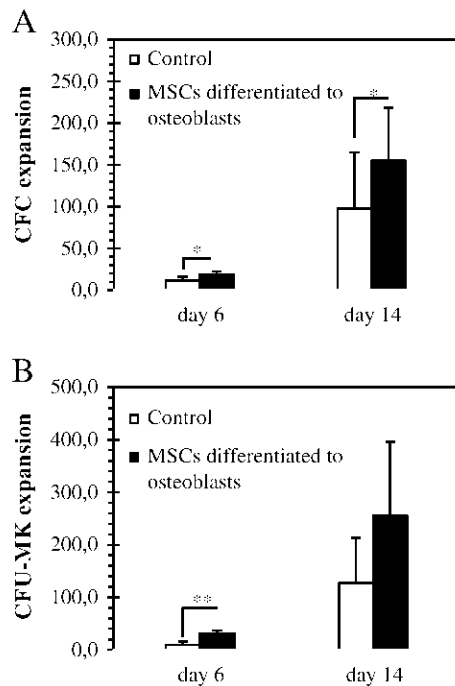 A
300,0
Control
250,0
MSCs differentiated to
osteoblasts
200,0
*
150,0
CFC expansion
100,0
50,0
*
0,0
day 6
day 14
B
500,0
Control
400,0
MSCs differentiated to
osteoblasts
300,0
CFU-MK expansion
200,0
100,0
**
0,0
day 6
day 14